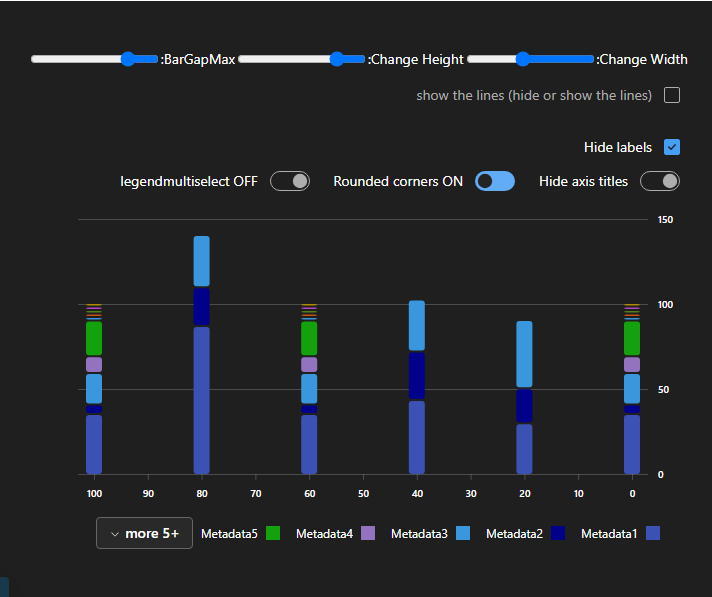 :BarGapMax :Change Height :Change Width
show the lines (hide or show the lines)
Hide labels
legendmultiselect OFF Rounded corners ON Hide axis titles
150
100
50
0
100 90 80 70 60 50 40 30 20 10 0
more 5+ Metadata5 Metadata4 Metadata3 Metadata2 Metadata1